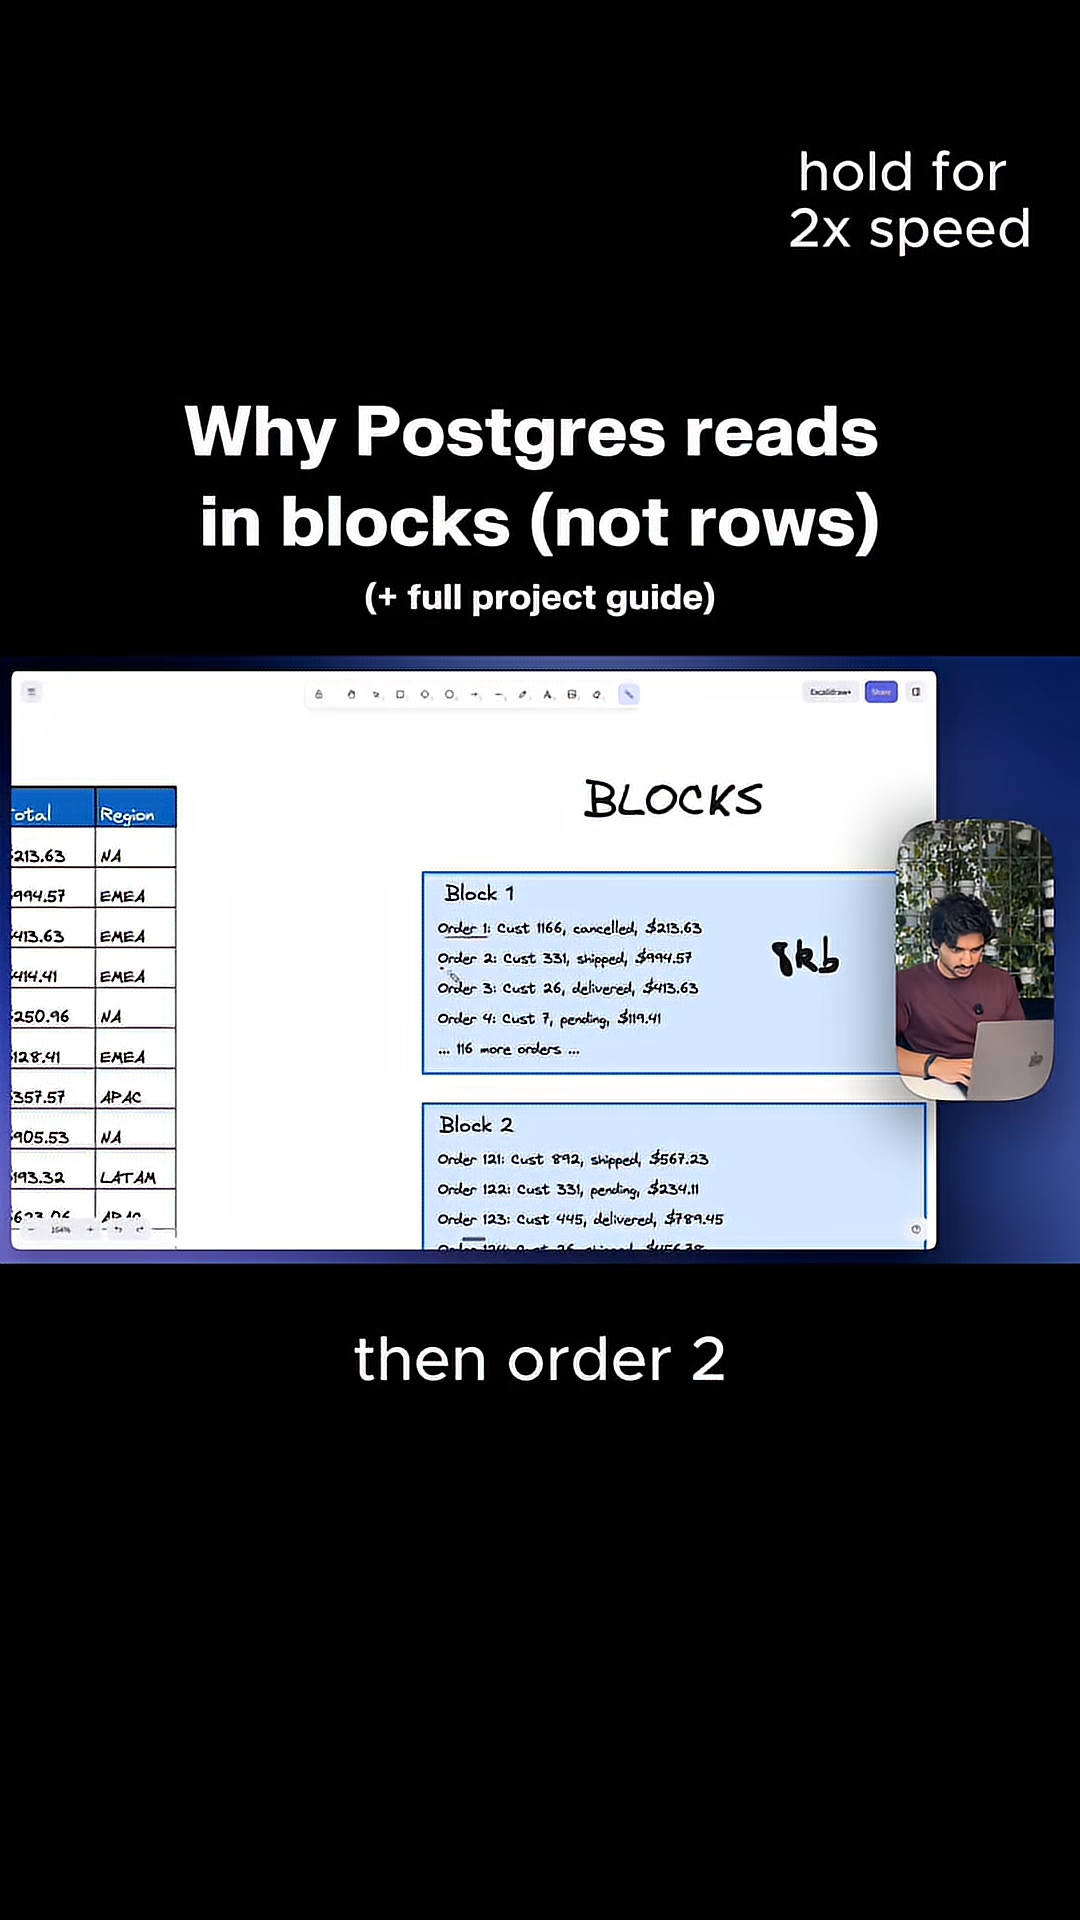 hold for
2x speed
Why Postgres reads
in blocks (not rows)
(+ full project guide)
Excalidraw+
Share
BLOCKS
otal
Region
213.63
NA
994.57
EMEA
413.63
EMEA
414.41
EMEA
250.96
NA
128.41
EMEA
357.57
APAC
905.53
NA
193.32
LATAM
Block 1
Order 1: Cust 1166, cancelled, $213.63
Order 2: Cust 331, shipped, $994.57
Order 3: Cust 26, delivered, $413.63
Order 4: Cust 7, pending, $119.41
... 116 more orders ...
8kb
Block 2
Order 121: Cust 892, shipped, $567.23
Order 122: Cust 331, pending, $234.11
Order 123: Cust 445, delivered, $789.45
then order 2